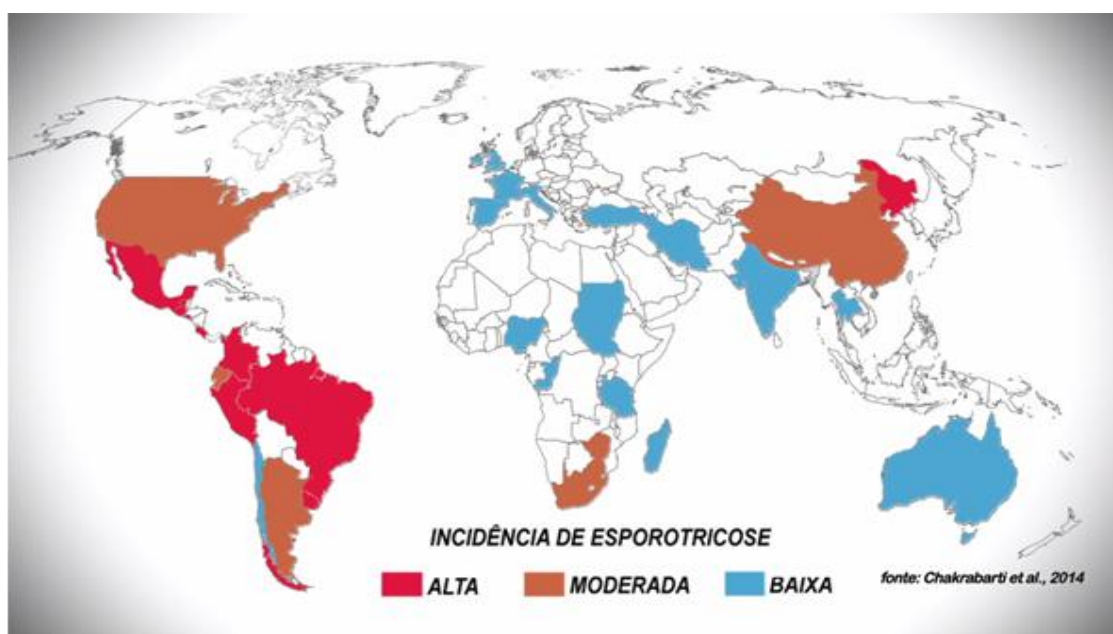 INCIDÊNCIA DE ESPOROTRICOSE
ALTA MODERADA BAIXA
fonte: Chakrabarti et al., 2014